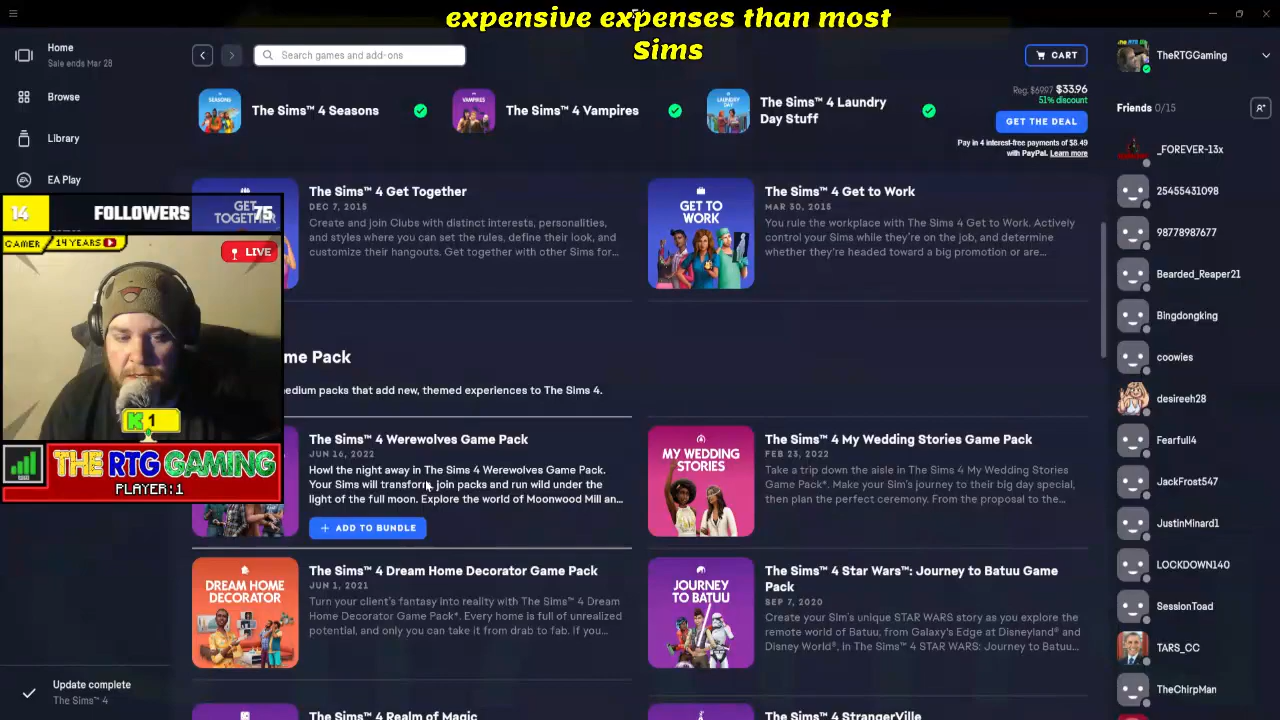 expensive expenses than most
Sims
Home
Sale ends Mar 28
Browse
Library
EA Play
Search games and add-ons
CART
TheRTGGaming
SEASONS
The Sims™ 4 Seasons
VAMPIRES
The Sims™ 4 Vampires
LAUNDRY
DAY
The Sims™ 4 Laundry
Day Stuff
Reg. $69.97 $33.96
51% discount
GET THE DEAL
Pay in 4 interest-free payments of $8.49
with PayPal. Learn more
Friends 0/15
_FOREVER-13x
25455431098
98778987677
Bearded_Reaper21
Bingdongking
coowies
desireeh28
Fearful4
JackFrost547
JustinMinard1
LOCKDOWN140
SessionToad
TARS_CC
TheChirpMan
GET
TOGETHER
The Sims™ 4 Get Together
DEC 7, 2015
Create and join Clubs with distinct interests, personalities,
and styles where you can set the rules, define their look, and
customize their hangouts. Get together with other Sims for...
GET TO
WORK
The Sims™ 4 Get to Work
MAR 30, 2015
You rule the workplace with The Sims 4 Get to Work. Actively
control your Sims while they're on the job, and determine
whether they're headed toward a big promotion or are...
14 FOLLOWERS 75
GAMER 14 YEARS
LIVE
K 1
THE RTG GAMING
PLAYER:1
me Pack
medium packs that add new, themed experiences to The Sims 4.
The Sims™ 4 Werewolves Game Pack
JUN 16, 2022
Howl the night away in The Sims 4 Werewolves Game Pack.
Your Sims will transform, join packs and run wild under the
light of the full moon. Explore the world of Moonwood Mill an...
+ ADD TO BUNDLE
MY WEDDING
STORIES
The Sims™ 4 My Wedding Stories Game Pack
FEB 23, 2022
Take a trip down the aisle in The Sims 4 My Wedding Stories
Game Pack*. Make your Sim's journey to their big day special,
then plan the perfect ceremony. From the proposal to the...
DREAM HOME
DECORATOR
The Sims™ 4 Dream Home Decorator Game Pack
JUN 1, 2021
Turn your client's fantasy into reality with The Sims™ 4 Dream
Home Decorator Game Pack*. Every home is full of unrealized
potential, and only you can take it from drab to fab. If you...
JOURNEY
TO BATUU
The Sims™ 4 Star Wars™: Journey to Batuu Game
Pack
SEP 7, 2020
Create your Sim's unique STAR WARS story as you explore the
remote world of Batuu, from Galaxy's Edge at Disneyland® and
Disney World®, in The Sims™ 4 STAR WARS: Journey to Batuu...
The Sims™ 4 Realm of Magic
The Sims™ 4 StrangerVille
Update complete
The Sims™ 4